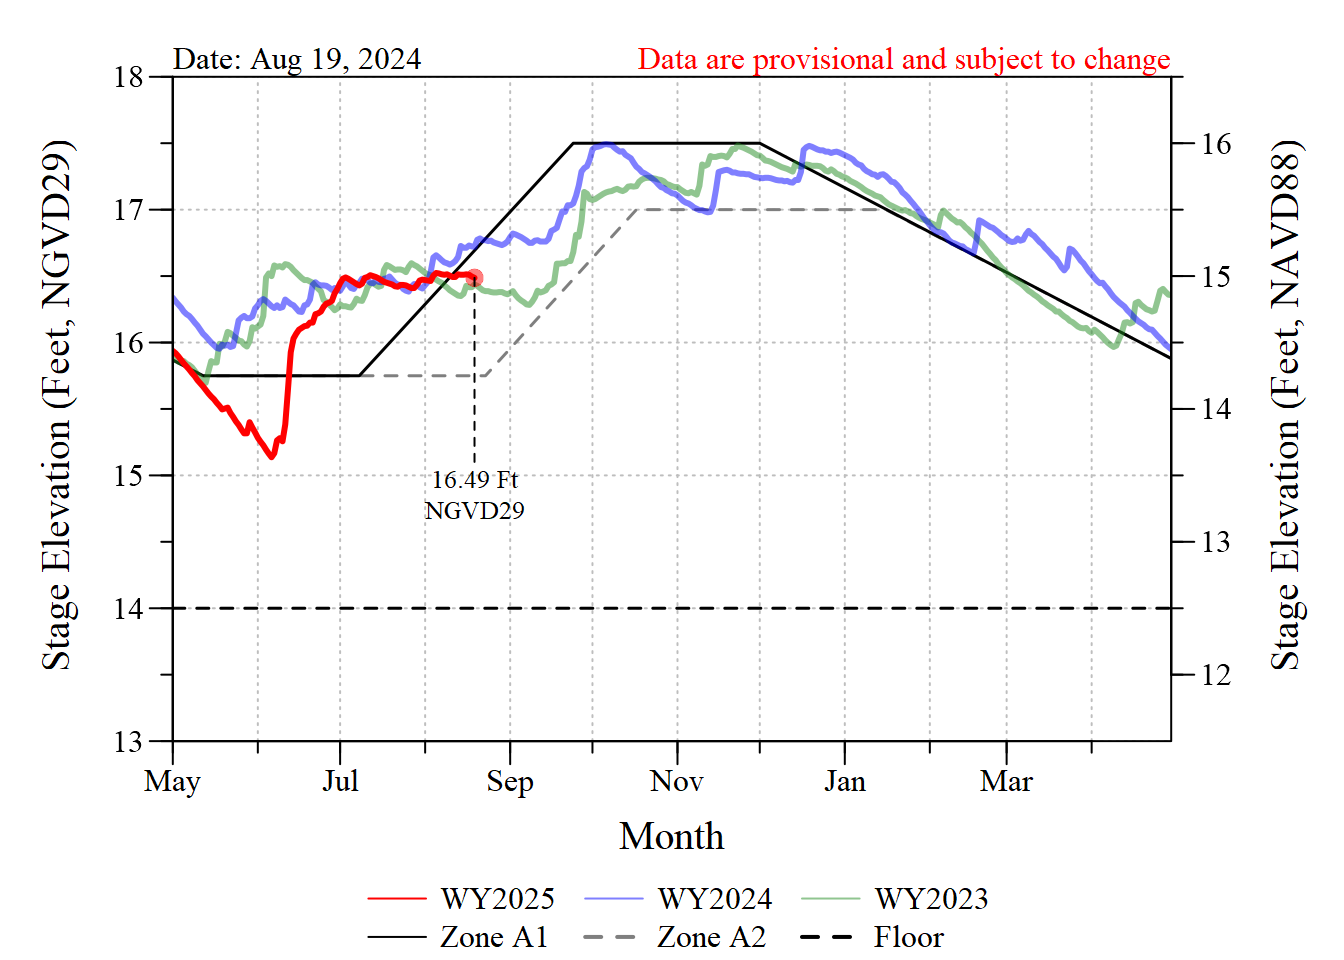 Date: Aug 19, 2024
Data are provisional and subject to change
18
17
16
15
14
13
Stage Elevation (Feet, NGVD29)
16
15
14
13
12
Stage Elevation (Feet, NAVD88)
16.49 Ft
NGVD29
May Jul Sep Nov Jan Mar
Month
WY2025 WY2024 WY2023
Zone A1 Zone A2 Floor